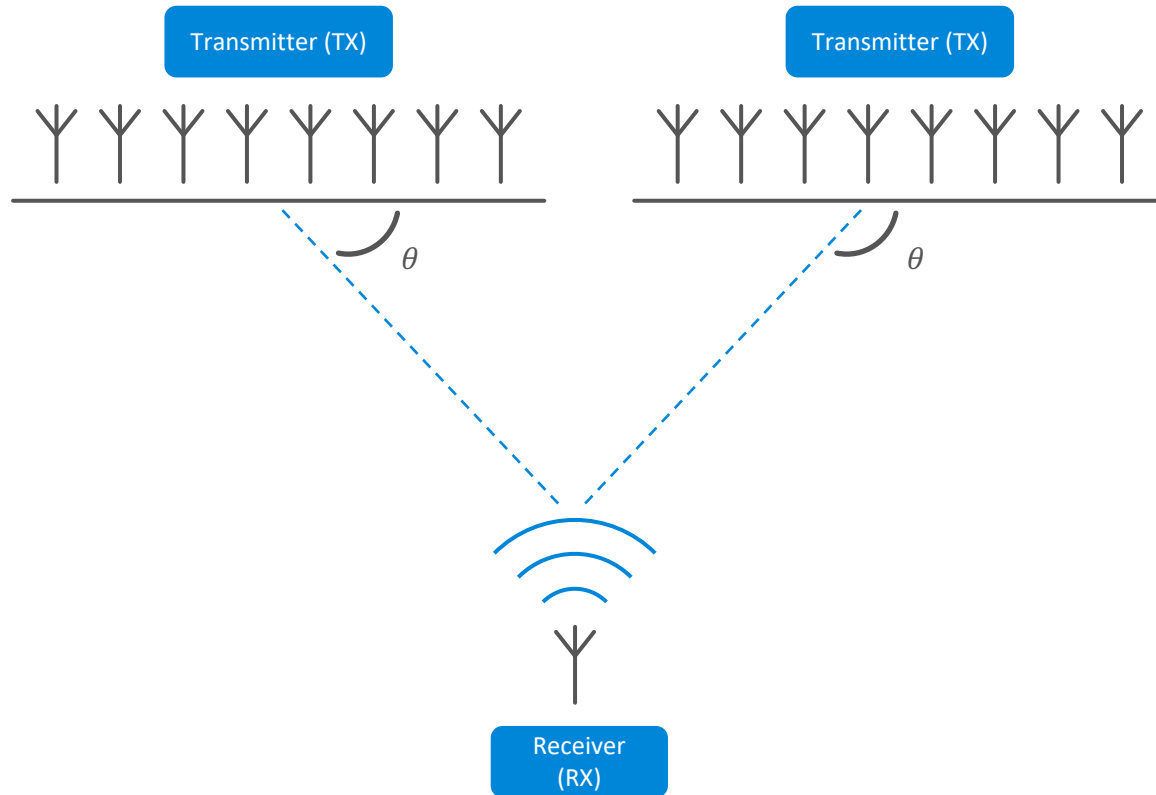 Transmitter (TX)
Transmitter (TX)
θ
θ
Receiver
(RX)